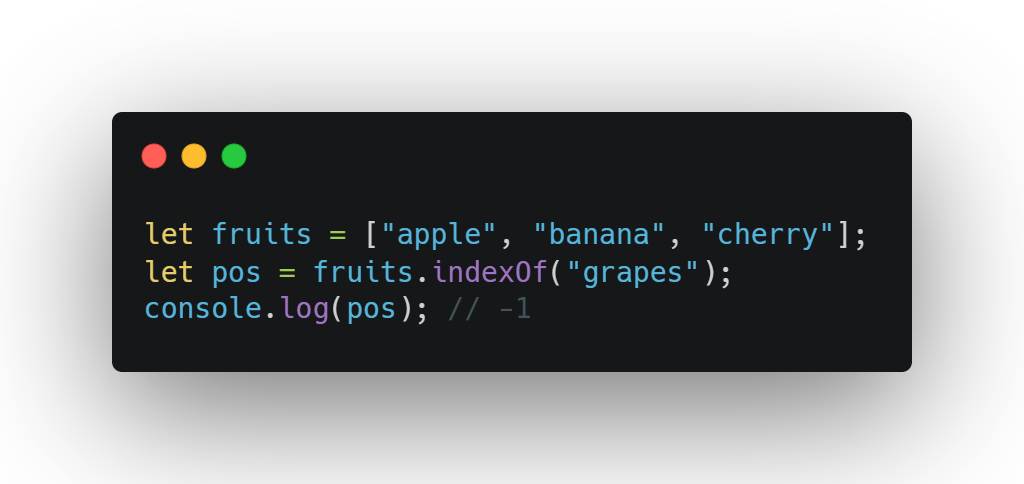 let fruits = ["apple", "banana", "cherry"];
let pos = fruits.indexOf("grapes");
console.log(pos); // -1